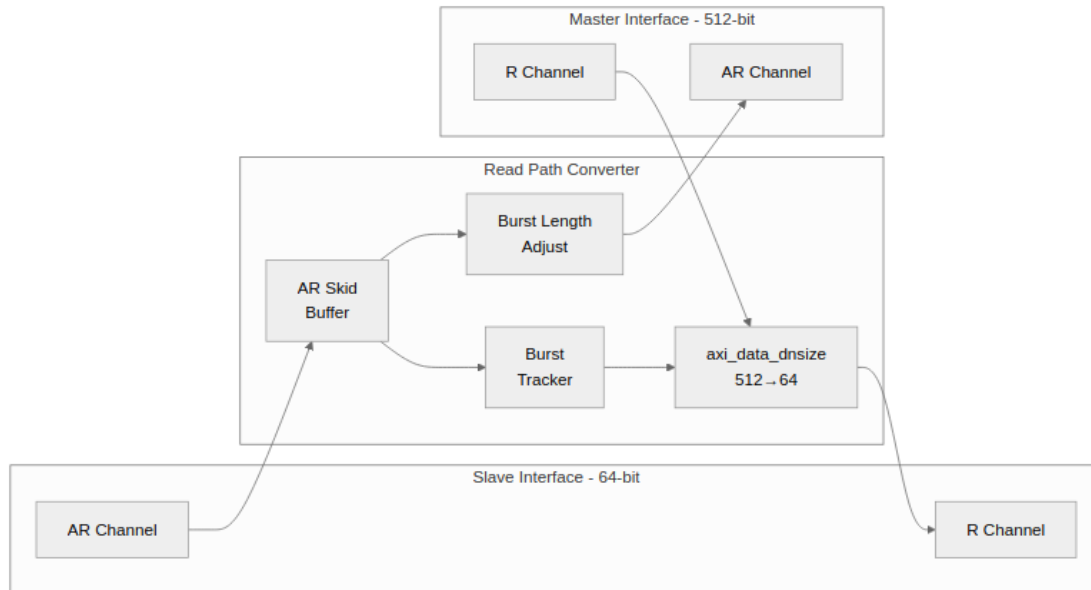 Master Interface - 512-bit
R Channel
AR Channel
Read Path Converter
Burst Length
Adjust
AR Skid
Buffer
Burst
Tracker
axi_data_dnsize
512→64
Slave Interface - 64-bit
AR Channel
R Channel